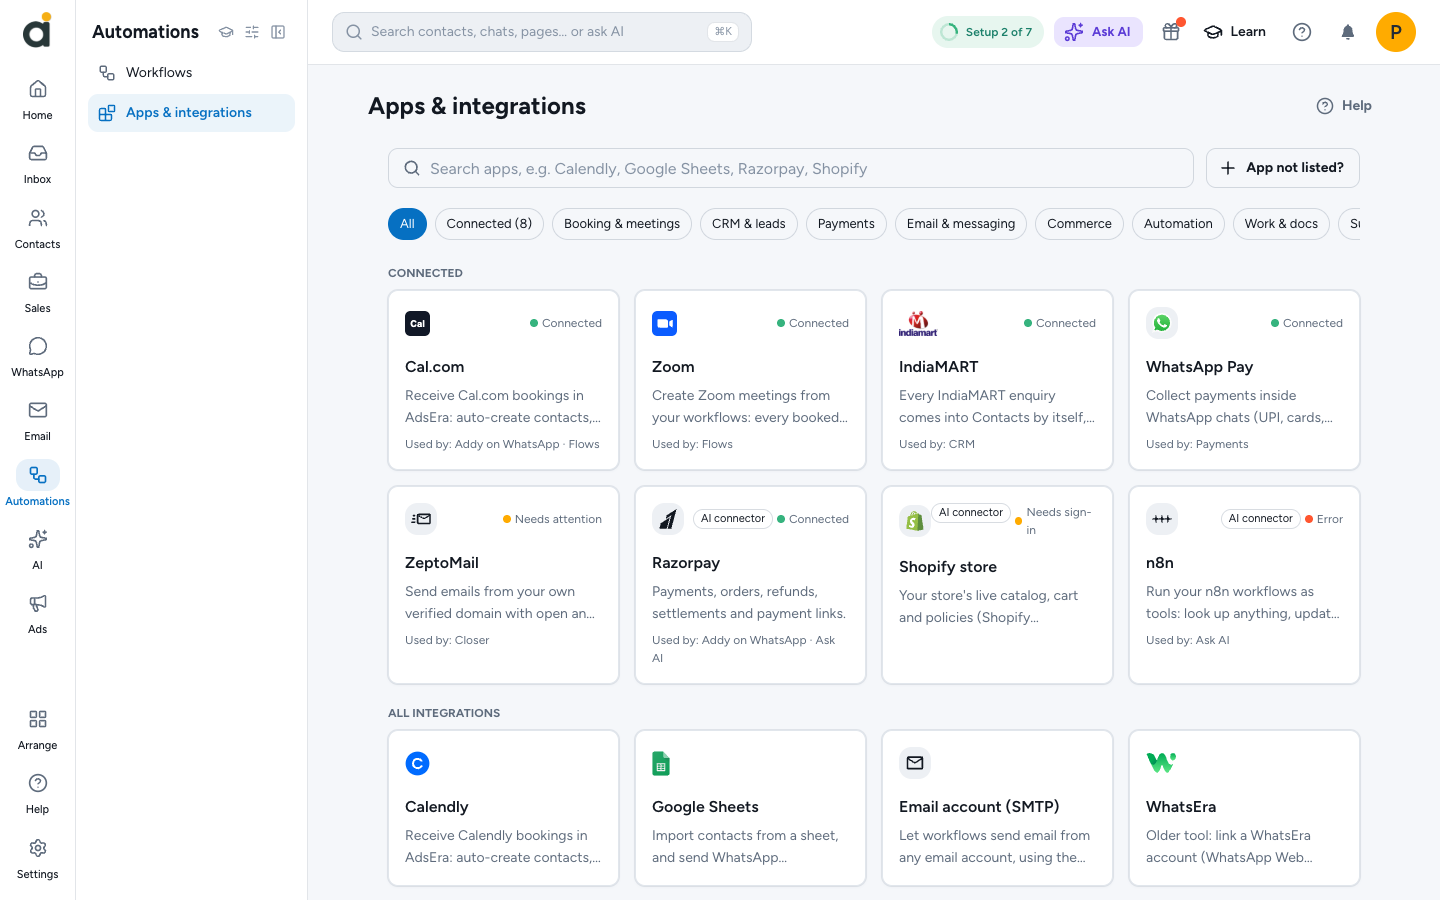 Automations
Search contacts, chats, pages... or ask AI
⌘K
Setup 2 of 7
Ask AI
Learn
P
Home
Inbox
Contacts
Sales
WhatsApp
Email
Automations
AI
Ads
Arrange
Help
Settings
Workflows
Apps & integrations
Apps & integrations
Help
Search apps, e.g. Calendly, Google Sheets, Razorpay, Shopify
App not listed?
All
Connected (8)
Booking & meetings
CRM & leads
Payments
Email & messaging
Commerce
Automation
Work & docs
CONNECTED
Cal
Connected
Cal.com
Receive Cal.com bookings in
AdsEra: auto-create contacts,...
Used by: Addy on WhatsApp · Flows
Connected
Zoom
Create Zoom meetings from
your workflows: every booked...
Used by: Flows
indiamart
Connected
IndiaMART
Every IndiaMART enquiry
comes into Contacts by itself,...
Used by: CRM
Connected
WhatsApp Pay
Collect payments inside
WhatsApp chats (UPI, cards,...
Used by: Payments
Needs attention
ZeptoMail
Send emails from your own
verified domain with open an...
Used by: Closer
AI connector
Connected
Razorpay
Payments, orders, refunds,
settlements and payment links.
Used by: Addy on WhatsApp · Ask
AI
AI connector
Needs sign-
in
Shopify store
Your store's live catalog, cart
and policies (Shopify...
AI connector
Error
n8n
Run your n8n workflows as
tools: look up anything, updat...
Used by: Ask AI
ALL INTEGRATIONS
C
Calendly
Receive Calendly bookings in
AdsEra: auto-create contacts,...
Google Sheets
Import contacts from a sheet,
and send WhatsApp...
Email account (SMTP)
Let workflows send email from
any email account, using the...
WhatsEra
Older tool: link a WhatsEra
account (WhatsApp Web...